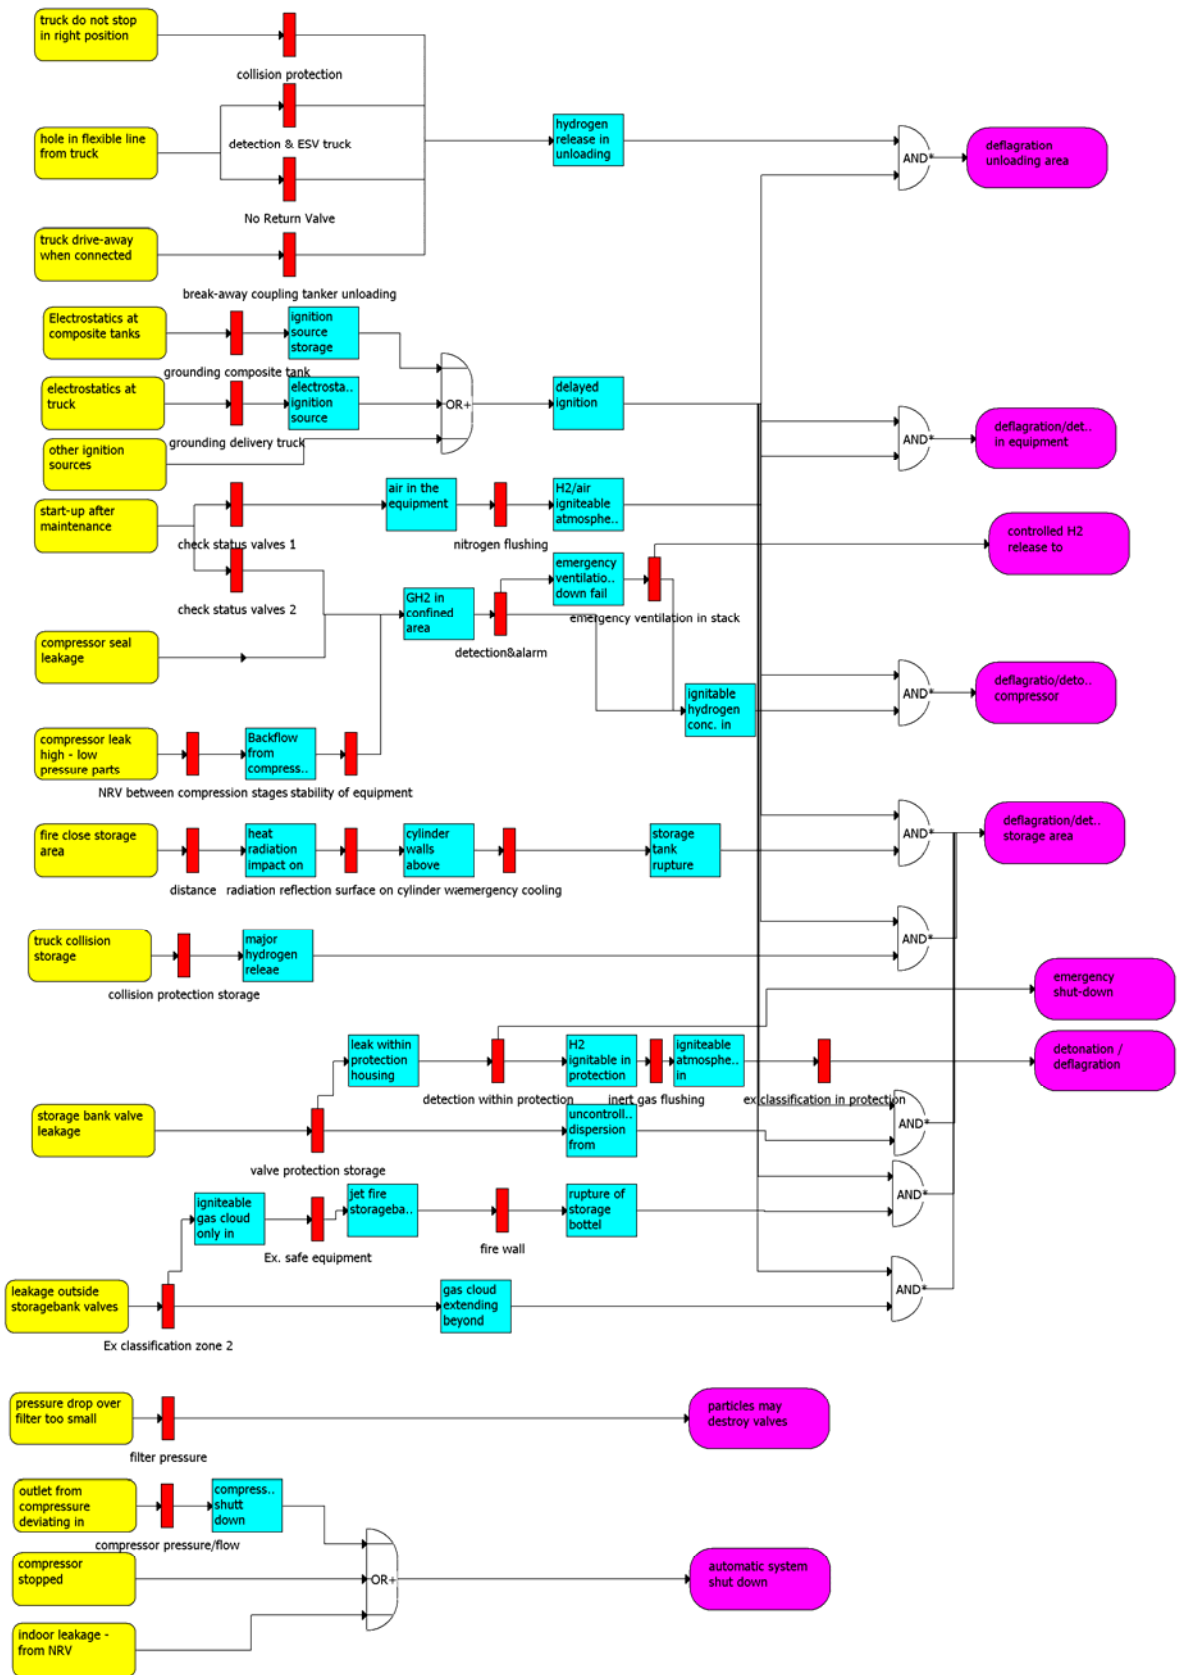 truck do not stop
in right position
collision protection
hole in flexible line
from truck
detection & ESV truck
No Return Valve
hydrogen
release in
unloading
AND*
deflagration
unloading area
truck drive-away
when connected
break-away coupling tanker unloading
Electrostatics at
composite tanks
grounding composite tank
ignition
source
storage
electrostatics at
truck
grounding delivery truck
electrosta..
ignition
source
OR+
delayed
ignition
other ignition
sources
AND*
deflagration/det..
in equipment
start-up after
maintenance
check status valves 1
air in the
equipment
nitrogen flushing
H2/air
igniteable
atmosphe..
check status valves 2
controlled H2
release to
emergency
ventilatio..
down fail
emergency ventilation in stack
GH2 in
confined
area
detection&alarm
compressor seal
leakage
ignitable
hydrogen
conc. in
AND*
deflagratio/deto..
compressor
compressor leak
high - low
pressure parts
NRV between compression stages
Backflow
from
compress..
stability of equipment
fire close storage
area
distance
heat
radiation
impact on
radiation reflection surface on cylinder w
cylinder
walls
above
emergency cooling
storage
tank
rupture
AND*
deflagration/det..
storage area
truck collision
storage
collision protection storage
major
hydrogen
releae
AND*
emergency
shut-down
leak within
protection
housing
detection within protection
H2
ignitable in
protection
inert gas flushing
igniteable
atmosphe..
in
ex classification in protection
detonation /
deflagration
storage bank valve
leakage
valve protection storage
uncontroll..
dispersion
from
AND*
igniteable
gas cloud
only in
Ex. safe equipment
jet fire
storageba..
fire wall
rupture of
storage
bottel
AND*
leakage outside
storagebank valves
Ex classification zone 2
gas cloud
extending
beyond
AND*
pressure drop over
filter too small
filter pressure
particles may
destroy valves
outlet from
compressure
deviating in
compressor pressure/flow
compress..
shutt
down
compressor
stopped
OR+
automatic system
shut down
indoor leakage -
from NRV